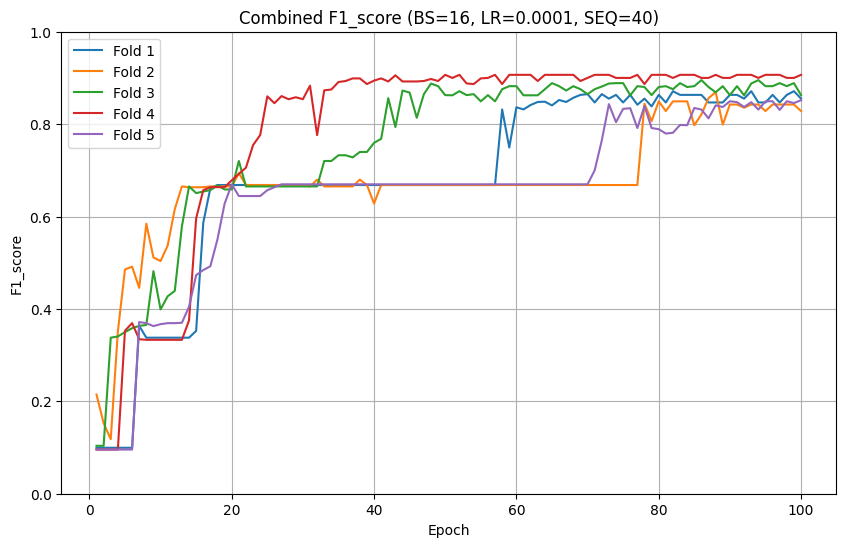 Combined F1_score (BS=16, LR=0.0001, SEQ=40)
Fold 1
Fold 2
Fold 3
Fold 4
Fold 5
F1_score
1.0
0.8
0.6
0.4
0.2
0.0
0 20 40 60 80 100
Epoch